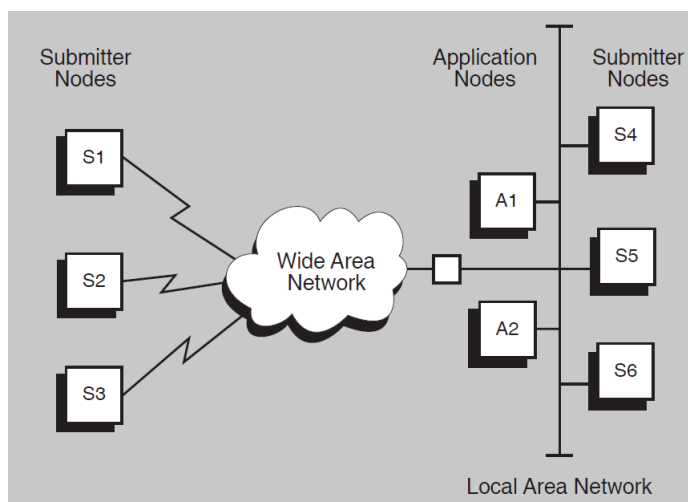 Submitter
Nodes
Application
Nodes
Submitter
Nodes
S1
S4
A1
S2
Wide Area
Network
S5
A2
S3
S6
Local Area Network